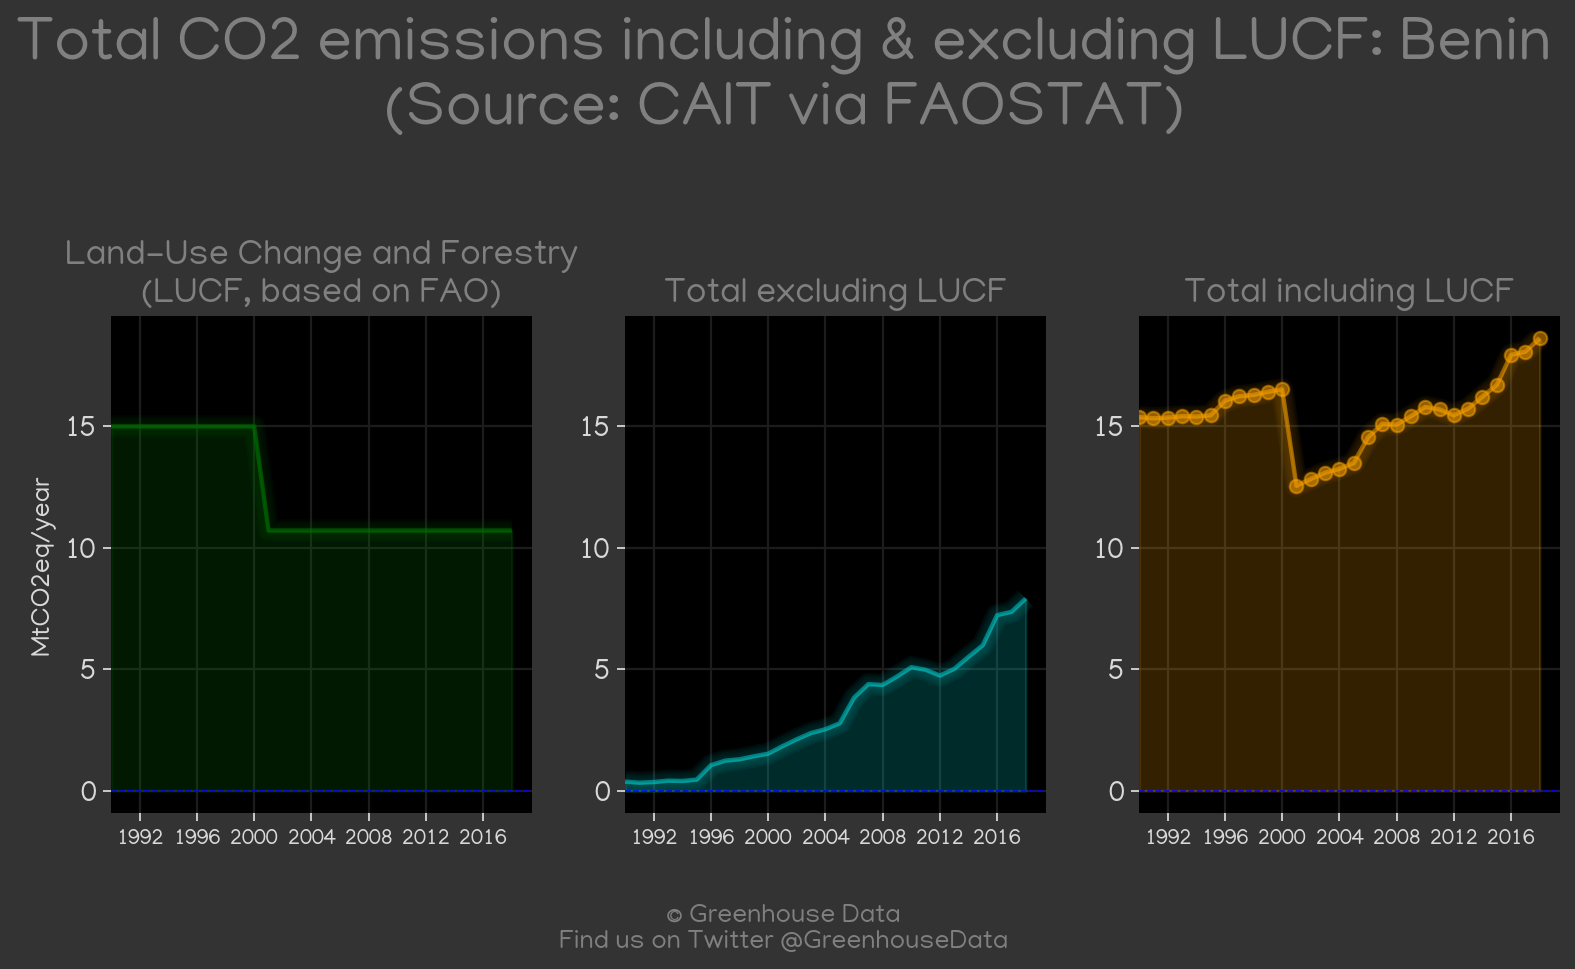 Total CO2 emissions including & excluding LUCF: Benin
(Source: CAIT via FAOSTAT)
Land-Use Change and Forestry
(LUCF, based on FAO)
MtCO2eq/year
15
10
5
0
1992 1996 2000 2004 2008 2012 2016
Total excluding LUCF
15
10
5
0
1992 1996 2000 2004 2008 2012 2016
Total including LUCF
15
10
5
0
1992 1996 2000 2004 2008 2012 2016
© Greenhouse Data
Find us on Twitter @GreenhouseData